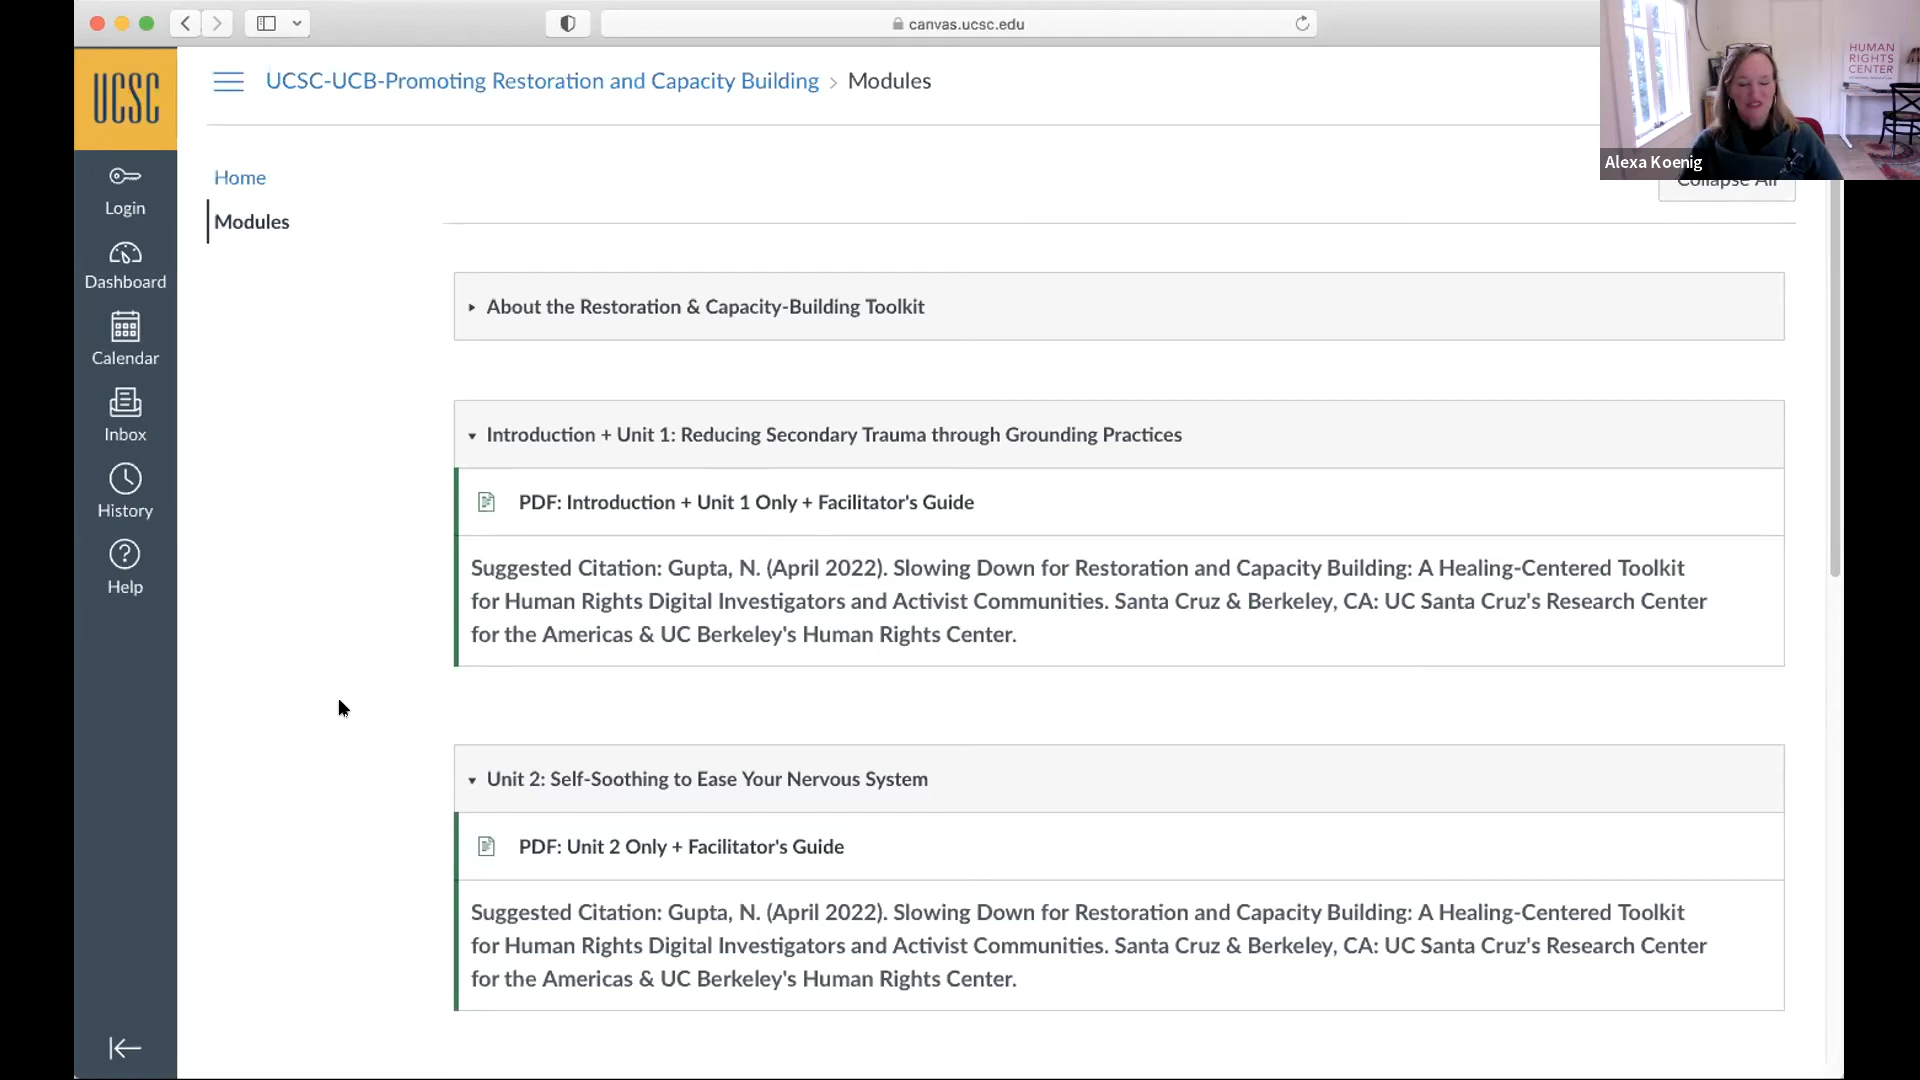 canvas.ucsc.edu
UCSC
UCSC-UCB-Promoting Restoration and Capacity Building > Modules
HUMAN
RIGHTS
CENTER
Alexa Koenig
Collapse All
Login
Dashboard
Calendar
Inbox
History
Help
Home
Modules
About the Restoration & Capacity-Building Toolkit
Introduction + Unit 1: Reducing Secondary Trauma through Grounding Practices
PDF: Introduction + Unit 1 Only + Facilitator's Guide
Suggested Citation: Gupta, N. (April 2022). Slowing Down for Restoration and Capacity Building: A Healing-Centered Toolkit
for Human Rights Digital Investigators and Activist Communities. Santa Cruz & Berkeley, CA: UC Santa Cruz's Research Center
for the Americas & UC Berkeley's Human Rights Center.
Unit 2: Self-Soothing to Ease Your Nervous System
PDF: Unit 2 Only + Facilitator's Guide
Suggested Citation: Gupta, N. (April 2022). Slowing Down for Restoration and Capacity Building: A Healing-Centered Toolkit
for Human Rights Digital Investigators and Activist Communities. Santa Cruz & Berkeley, CA: UC Santa Cruz's Research Center
for the Americas & UC Berkeley's Human Rights Center.